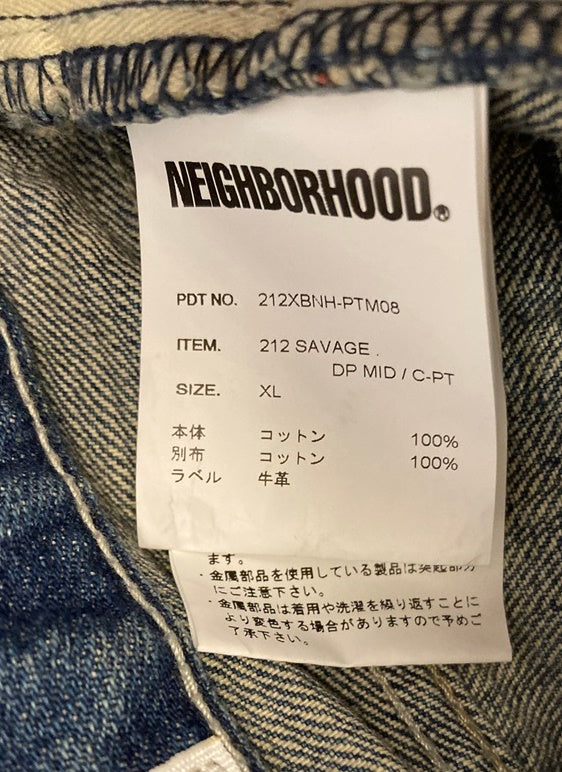 NEIGHBORHOOD.®
PDT NO. 212XBNH-PTM08
ITEM. 212 SAVAGE .
DP MID / C-PT
SIZE. XL
本体 コットン 100%
別布 コットン 100%
ラベル 牛革
ます。
・金属部品を使用している製品は突起部分
にご注意下さい。
・金属部品は着用や洗濯を繰り返すことに
より変色する場合がありますので予めご
了承下さい。